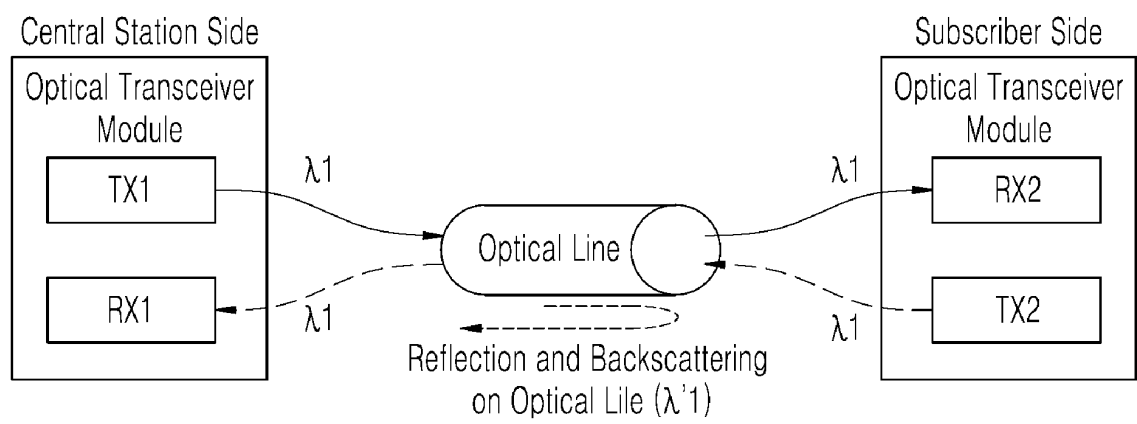 Central Station Side
Optical Transceiver
Module
TX1
RX1
λ1
λ1
Optical Line
Reflection and Backscattering
on Optical Lile (λ'1)
Subscriber Side
Optical Transceiver
Module
λ1
RX2
λ1
TX2